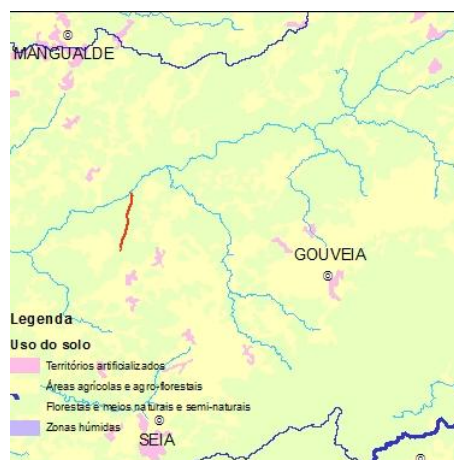 MANGUALDE
GOUVEIA
Legenda
Uso do solo
Territórios artificializados
Áreas agrícolas e agro-florestais
Florestas e meios naturais e semi-naturais
Zonas húmidas
SEIA